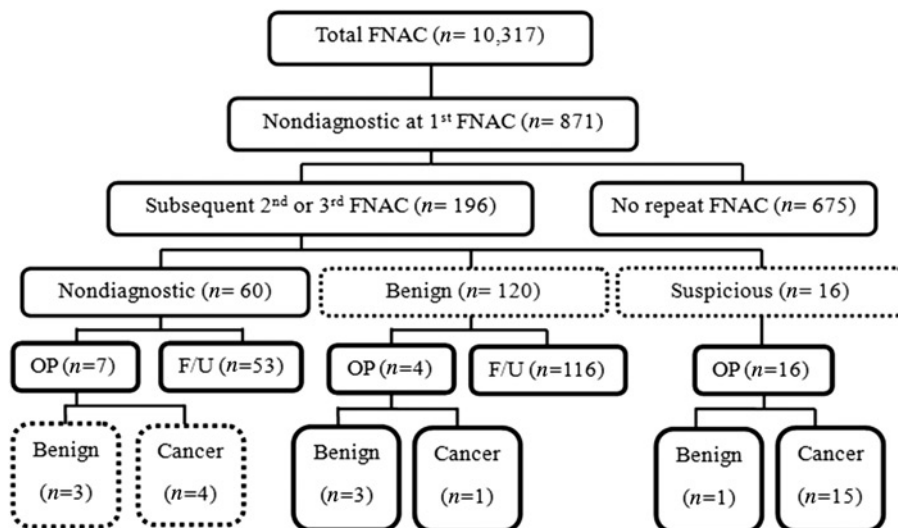 Total FNAC (n= 10,317)
Nondiagnostic at 1st FNAC (n= 871)
Subsequent 2nd or 3rd FNAC (n= 196)
No repeat FNAC (n= 675)
Nondiagnostic (n= 60)
Benign (n= 120)
Suspicious (n= 16)
OP (n=7)
F/U (n=53)
OP (n=4)
F/U (n=116)
OP (n=16)
Benign
(n=3)
Cancer
(n=4)
Benign
(n=3)
Cancer
(n=1)
Benign
(n=1)
Cancer
(n=15)